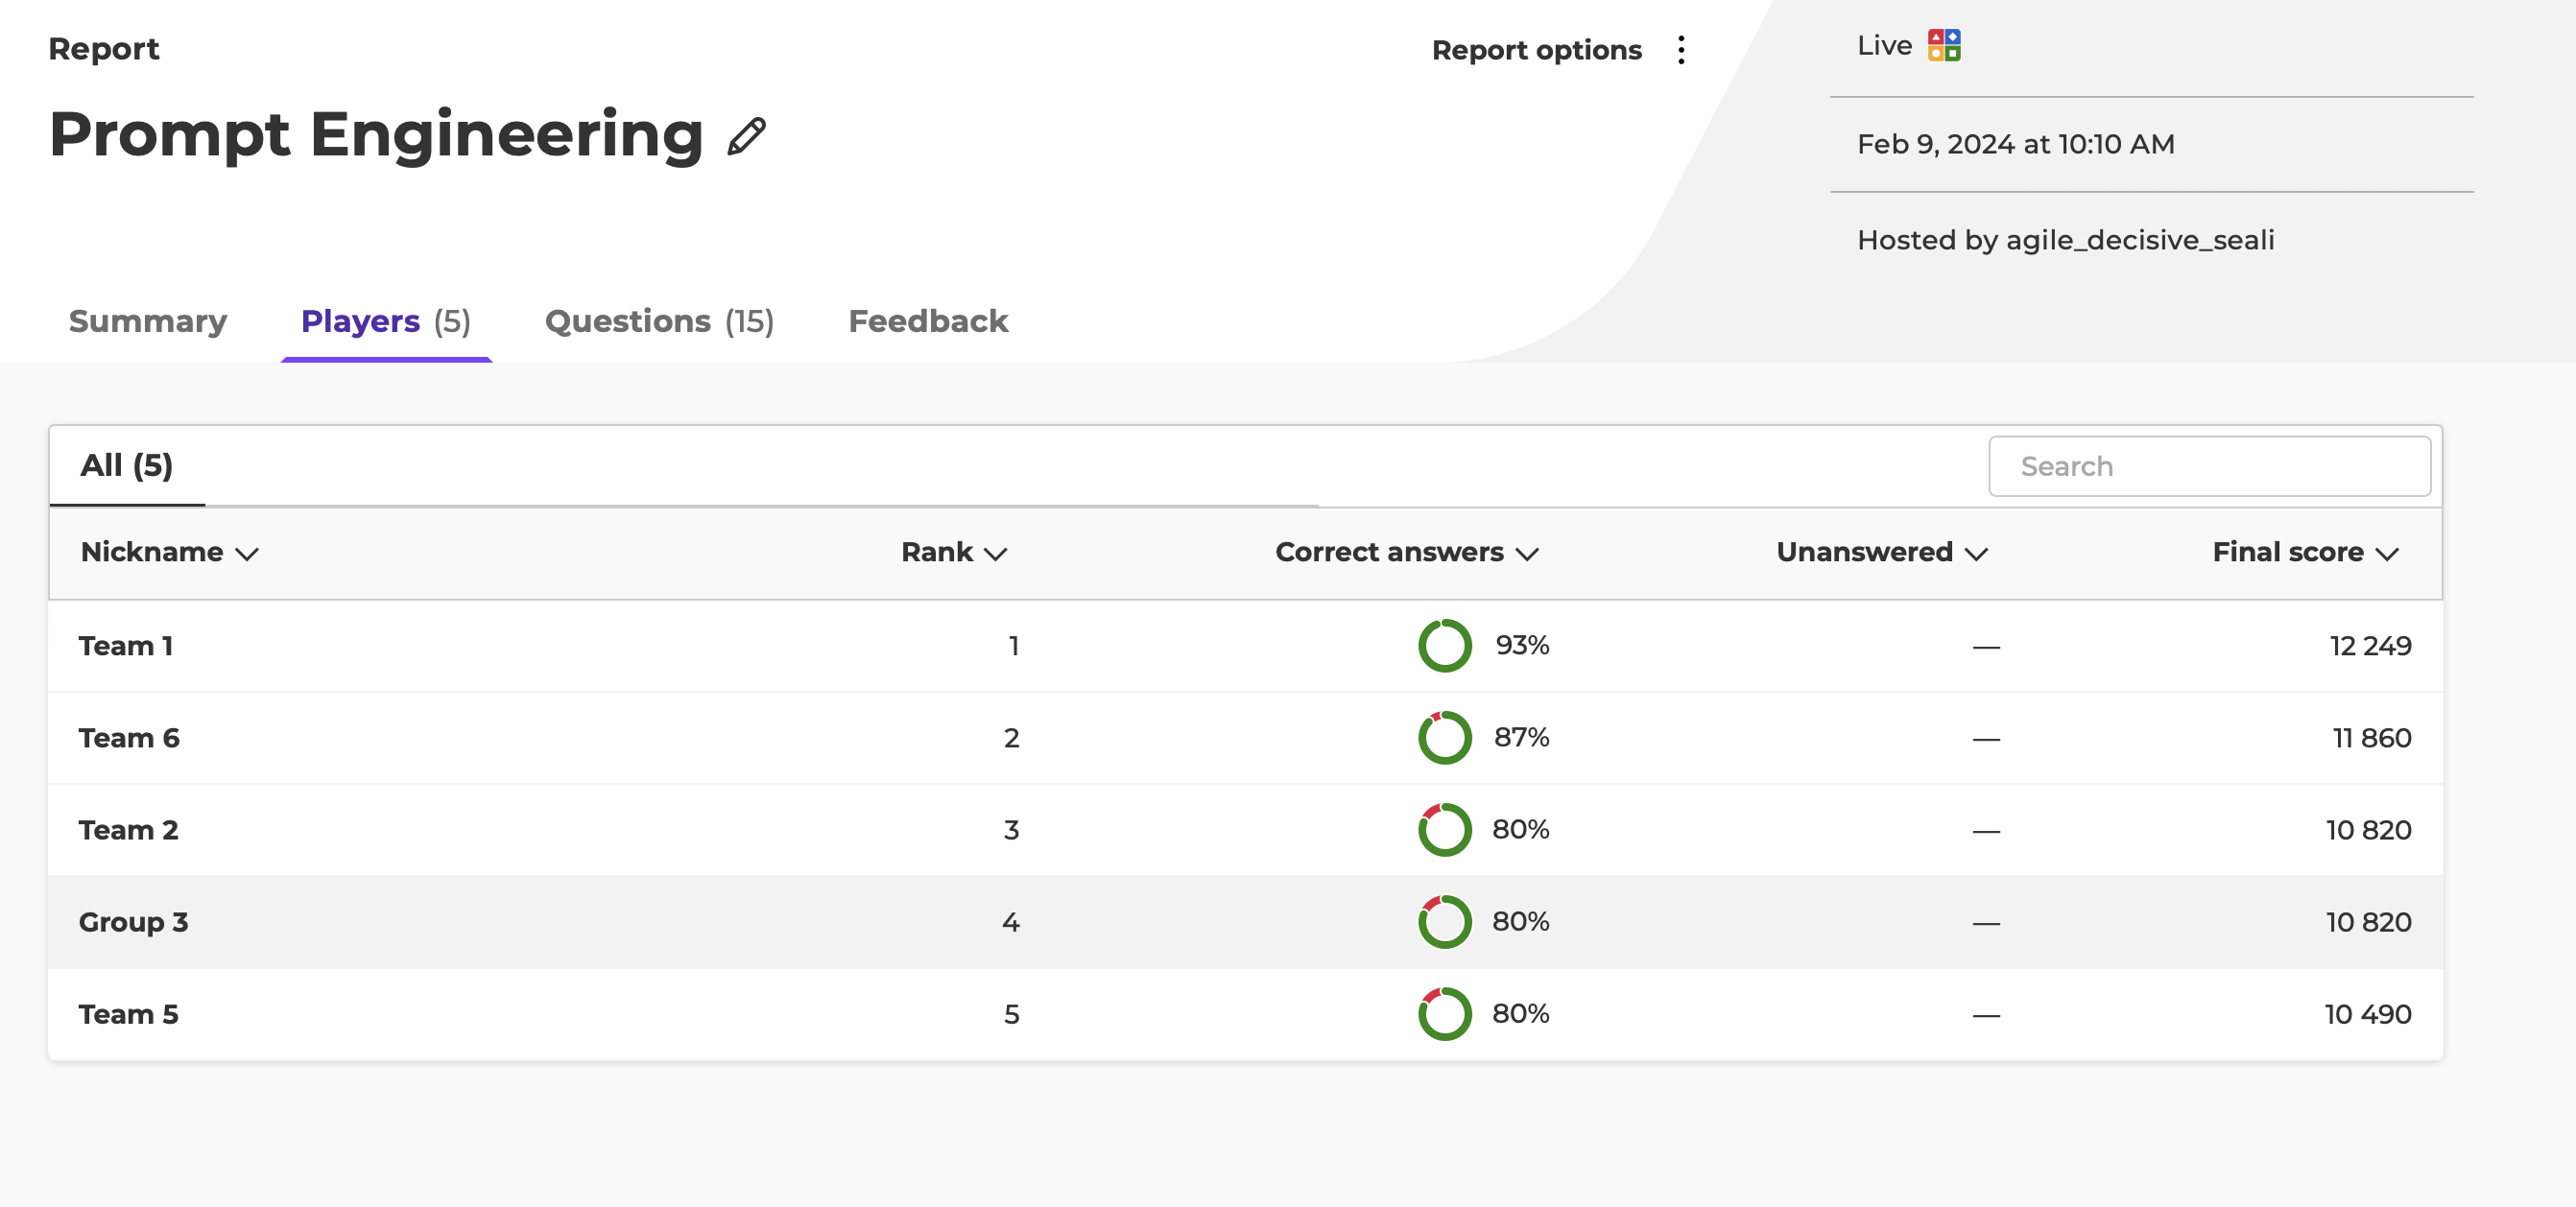 Report
Report options
Live
Prompt Engineering
Feb 9, 2024 at 10:10 AM
Hosted by agile_decisive_seali
Summary Players (5) Questions (15) Feedback
All (5) Search
Nickname Rank Correct answers Unanswered Final score
Team 1 1 93% — 12 249
Team 6 2 87% — 11 860
Team 2 3 80% — 10 820
Group 3 4 80% — 10 820
Team 5 5 80% — 10 490